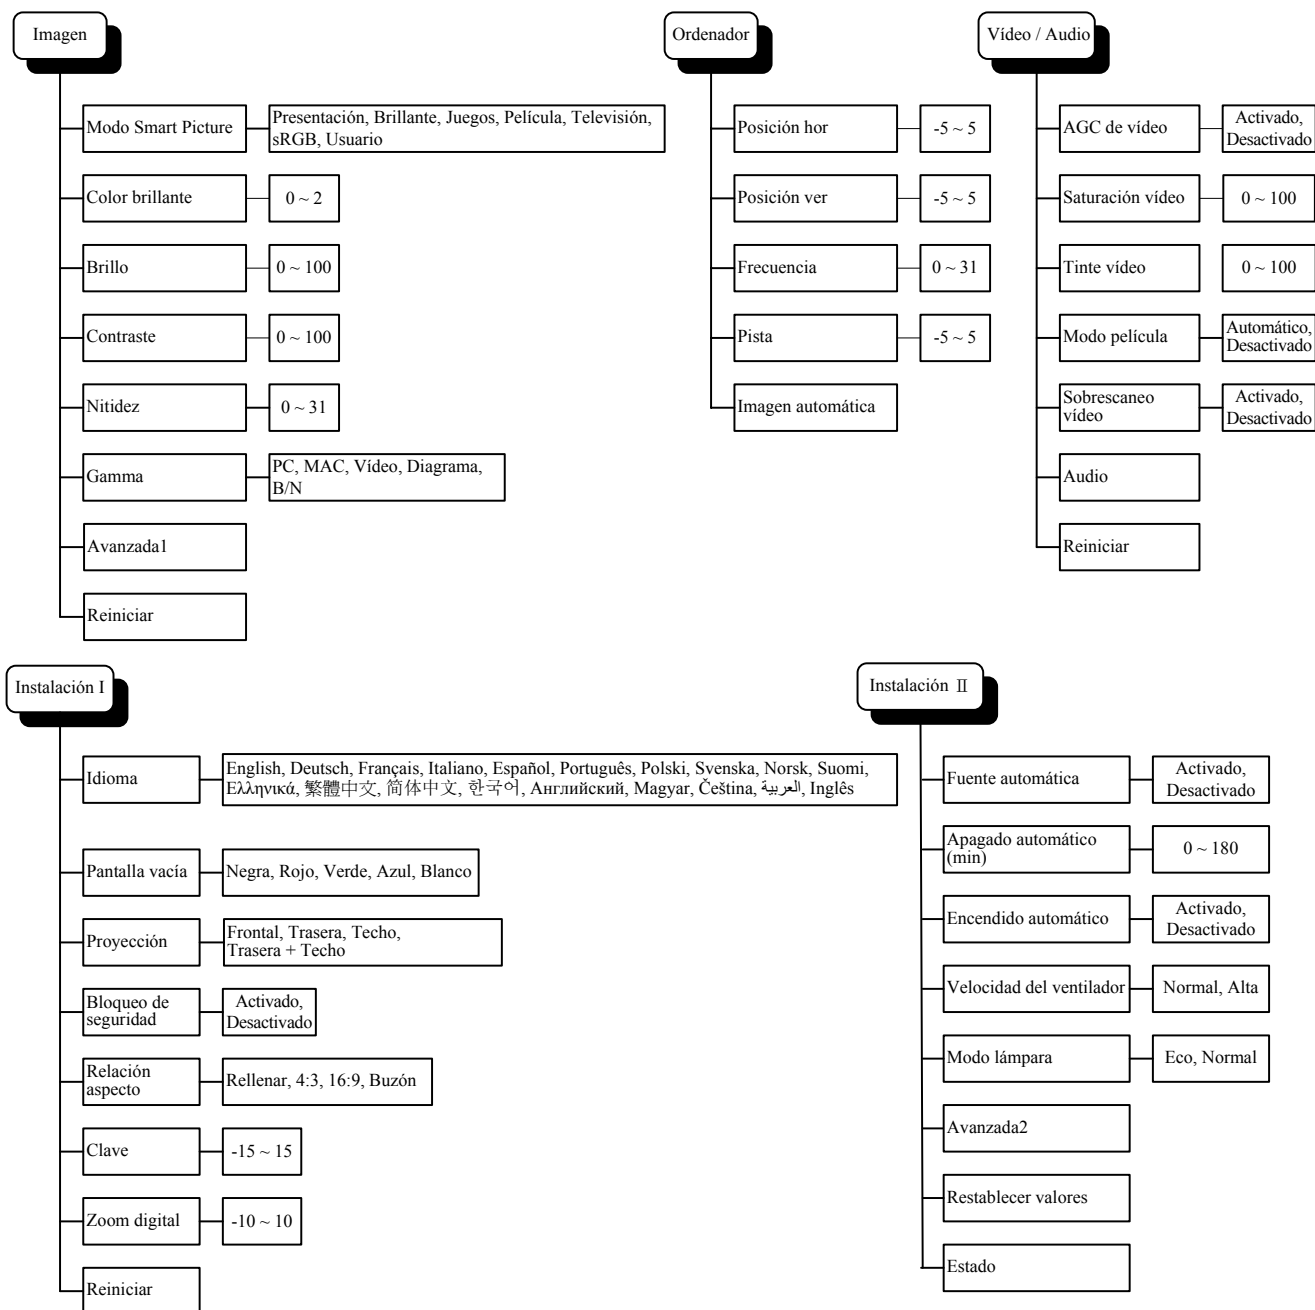 Imagen
Modo Smart Picture
Presentación, Brillante, Juegos, Película, Televisión,
sRGB, Usuario
Color brillante
0 ~ 2
Brillo
0 ~ 100
Contraste
0 ~ 100
Nitidez
0 ~ 31
Gamma
PC, MAC, Vídeo, Diagrama,
B/N
Avanzada1
Reiniciar
Ordenador
Posición hor
-5 ~ 5
Posición ver
-5 ~ 5
Frecuencia
0 ~ 31
Pista
-5 ~ 5
Imagen automática
Vídeo / Audio
AGC de vídeo
Activado,
Desactivado
Saturación vídeo
0 ~ 100
Tinte vídeo
0 ~ 100
Modo película
Automático,
Desactivado
Sobrescaneo
vídeo
Activado,
Desactivado
Audio
Reiniciar
Instalación I
Idioma
English, Deutsch, Français, Italiano, Español, Português, Polski, Svenska, Norsk, Suomi,
Ελληνικά, 繁體中文, 简体中文, 한국어, Английский, Magyar, Čeština, العربية, Inglês
Pantalla vacía
Negra, Rojo, Verde, Azul, Blanco
Proyección
Frontal, Trasera, Techo,
Trasera + Techo
Bloqueo de
seguridad
Activado,
Desactivado
Relación
aspecto
Rellenar, 4:3, 16:9, Buzón
Clave
-15 ~ 15
Zoom digital
-10 ~ 10
Reiniciar
Instalación Ⅱ
Fuente automática
Activado,
Desactivado
Apagado automático
(min)
0 ~ 180
Encendido automático
Activado,
Desactivado
Velocidad del ventilador
Normal, Alta
Modo lámpara
Eco, Normal
Avanzada2
Restablecer valores
Estado